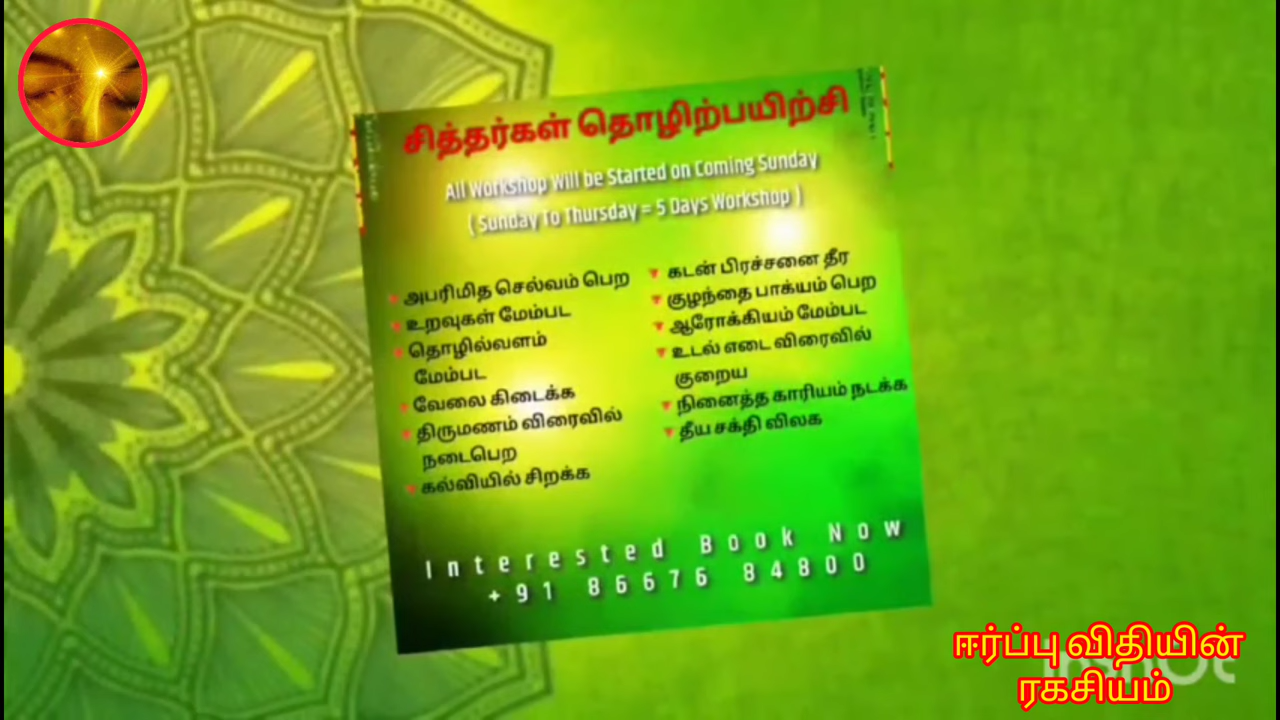 சித்தர்கள் தொழிற்பயிற்சி
All Workshop Will be Started on Coming Sunday
( Sunday To Thursday = 5 Days Workshop )
அபரிமித செல்வம் பெற
உறவுகள் மேம்பட
தொழில்வளம்
மேம்பட
வேலை கிடைக்க
திருமணம் விரைவில்
நடைபெற
கல்வியில் சிறக்க
கடன் பிரச்சனை தீர
குழந்தை பாக்யம் பெற
ஆரோக்கியம் மேம்பட
உடல் எடை விரைவில்
குறைய
நினைத்த காரியம் நடக்க
தீய சக்தி விலக
Interested Book Now
+91 86676 84800
ஈர்ப்பு விதியின்
ரகசியம்